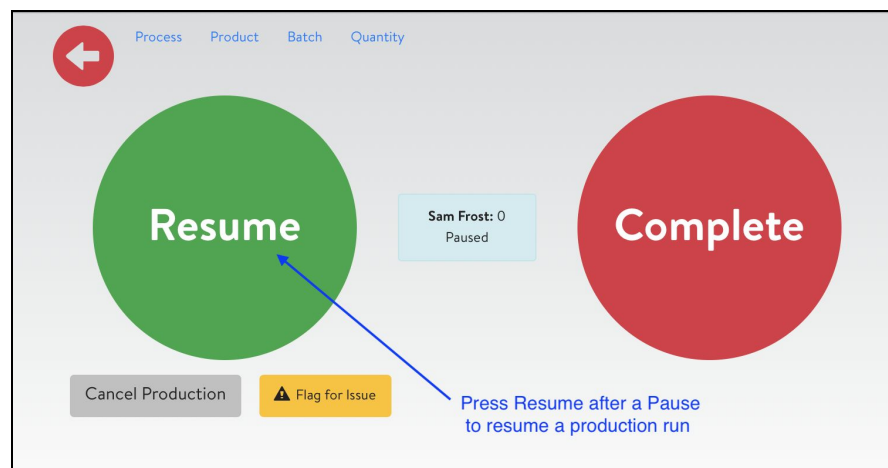 Process Product Batch Quantity
Resume
Sam Frost: 0
Paused
Complete
Cancel Production
Flag for Issue
Press Resume after a Pause
to resume a production run